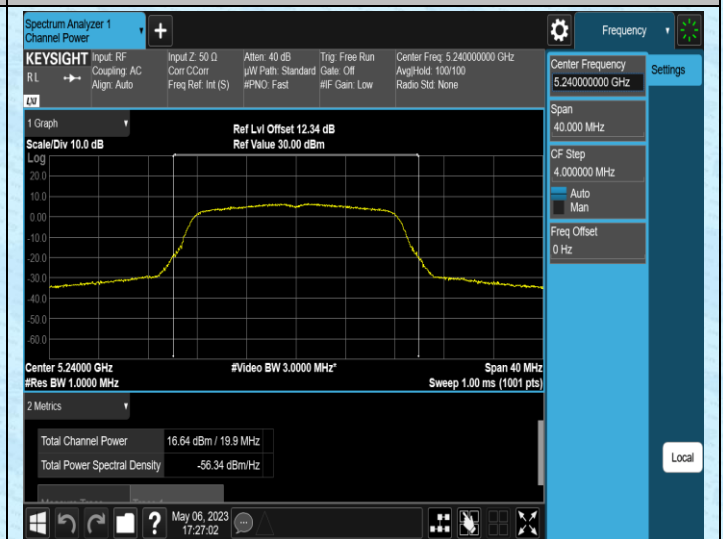 Spectrum Analyzer 1
Channel Power
+
Frequency
KEYSIGHT
R L
LXI
Input: RF
Coupling: AC
Align: Auto
Input Z: 50 Ω
Corr CCorr
Freq Ref: Int (S)
Atten: 40 dB
µW Path: Standard
#PNO: Fast
Trig: Free Run
Gate: Off
#IF Gain: Low
Center Freq: 5.240000000 GHz
Avg|Hold: 100/100
Radio Std: None
Center Frequency
5.240000000 GHz
Settings
Span
40.000 MHz
CF Step
4.000000 MHz
Auto
Man
Freq Offset
0 Hz
Local
1 Graph
Scale/Div 10.0 dB
Ref Lvl Offset 12.34 dB
Ref Value 30.00 dBm
Log
20.0
10.0
0.00
-10.0
-20.0
-30.0
-40.0
-50.0
-60.0
Center 5.24000 GHz
#Res BW 1.0000 MHz
#Video BW 3.0000 MHz*
Span 40 MHz
Sweep 1.00 ms (1001 pts)
2 Metrics
Total Channel Power 16.64 dBm / 19.9 MHz
Total Power Spectral Density -56.34 dBm/Hz
?
May 06, 2023
17:27:02